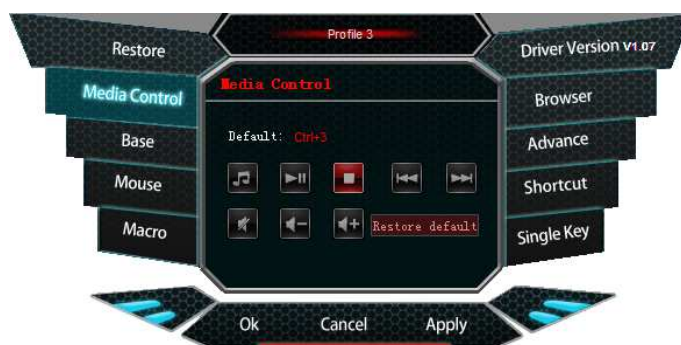 Profile 3
Restore
Media Control
Base
Mouse
Macro
Media Control
Default: Ctrl+3
Restore default
Driver Version V1.07
Browser
Advance
Shortcut
Single Key
Ok Cancel Apply